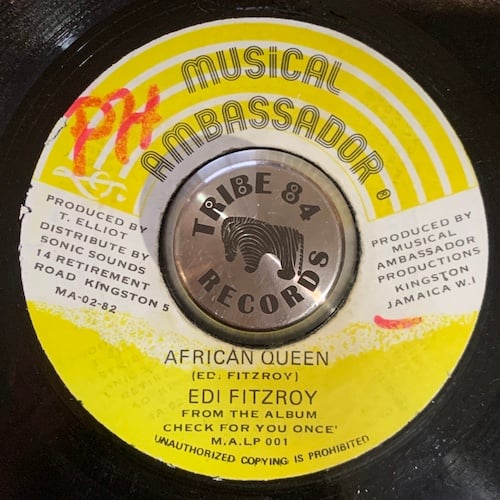 MUSICAL
AMBASSADOR ®
PH
PRODUCED BY
T. ELLIOT
DISTRIBUTE BY
SONIC SOUNDS
14 RETIREMENT
ROAD KINGSTON 5
MA-02-82
TRIBE 84
RECORDS
PRODUCED BY
MUSICAL
AMBASSADOR
PRODUCTIONS
KINGSTON
JAMAICA W.I
AFRICAN QUEEN
(ED. FITZROY)
EDI FITZROY
FROM THE ALBUM
CHECK FOR YOU ONCE'
M.A.LP 001
UNAUTHORIZED COPYING IS PROHIBITED